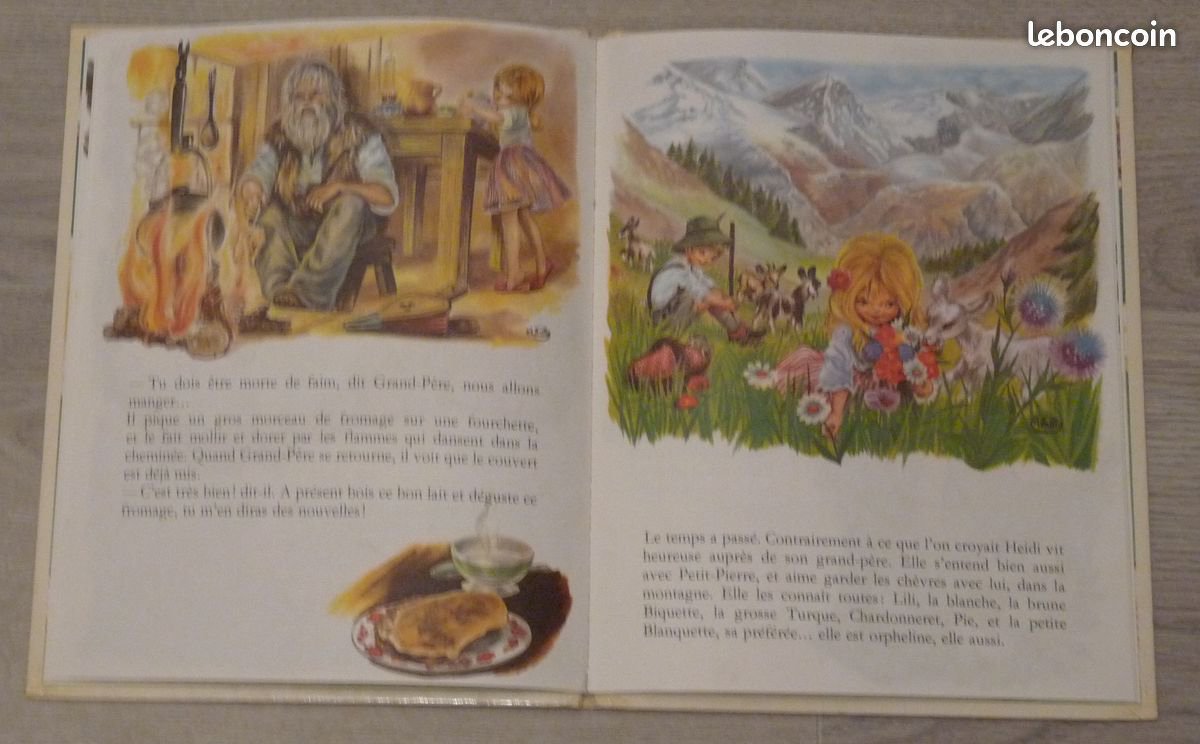 leboncoin
— Tu dois être morte de faim, dit Grand-Père, nous allons
manger...
Il pique un gros morceau de fromage sur une fourchette,
et le fait mollir et dorer par les flammes qui dansent dans la
cheminée. Quand Grand-Père se retourne, il voit que le couvert
est déjà mis.
— C'est très bien! dit-il. A présent bois ce bon lait et déguste ce
fromage, tu m'en diras des nouvelles!
Le temps a passé. Contrairement à ce que l'on croyait Heidi vit
heureuse auprès de son grand-père. Elle s'entend bien aussi
avec Petit-Pierre, et aime garder les chèvres avec lui, dans la
montagne. Elle les connaît toutes: Lili, la blanche, la brune
Biquette, la grosse Turque, Chardonneret, Pie, et la petite
Blanquette, sa préférée... elle est orpheline, elle aussi.